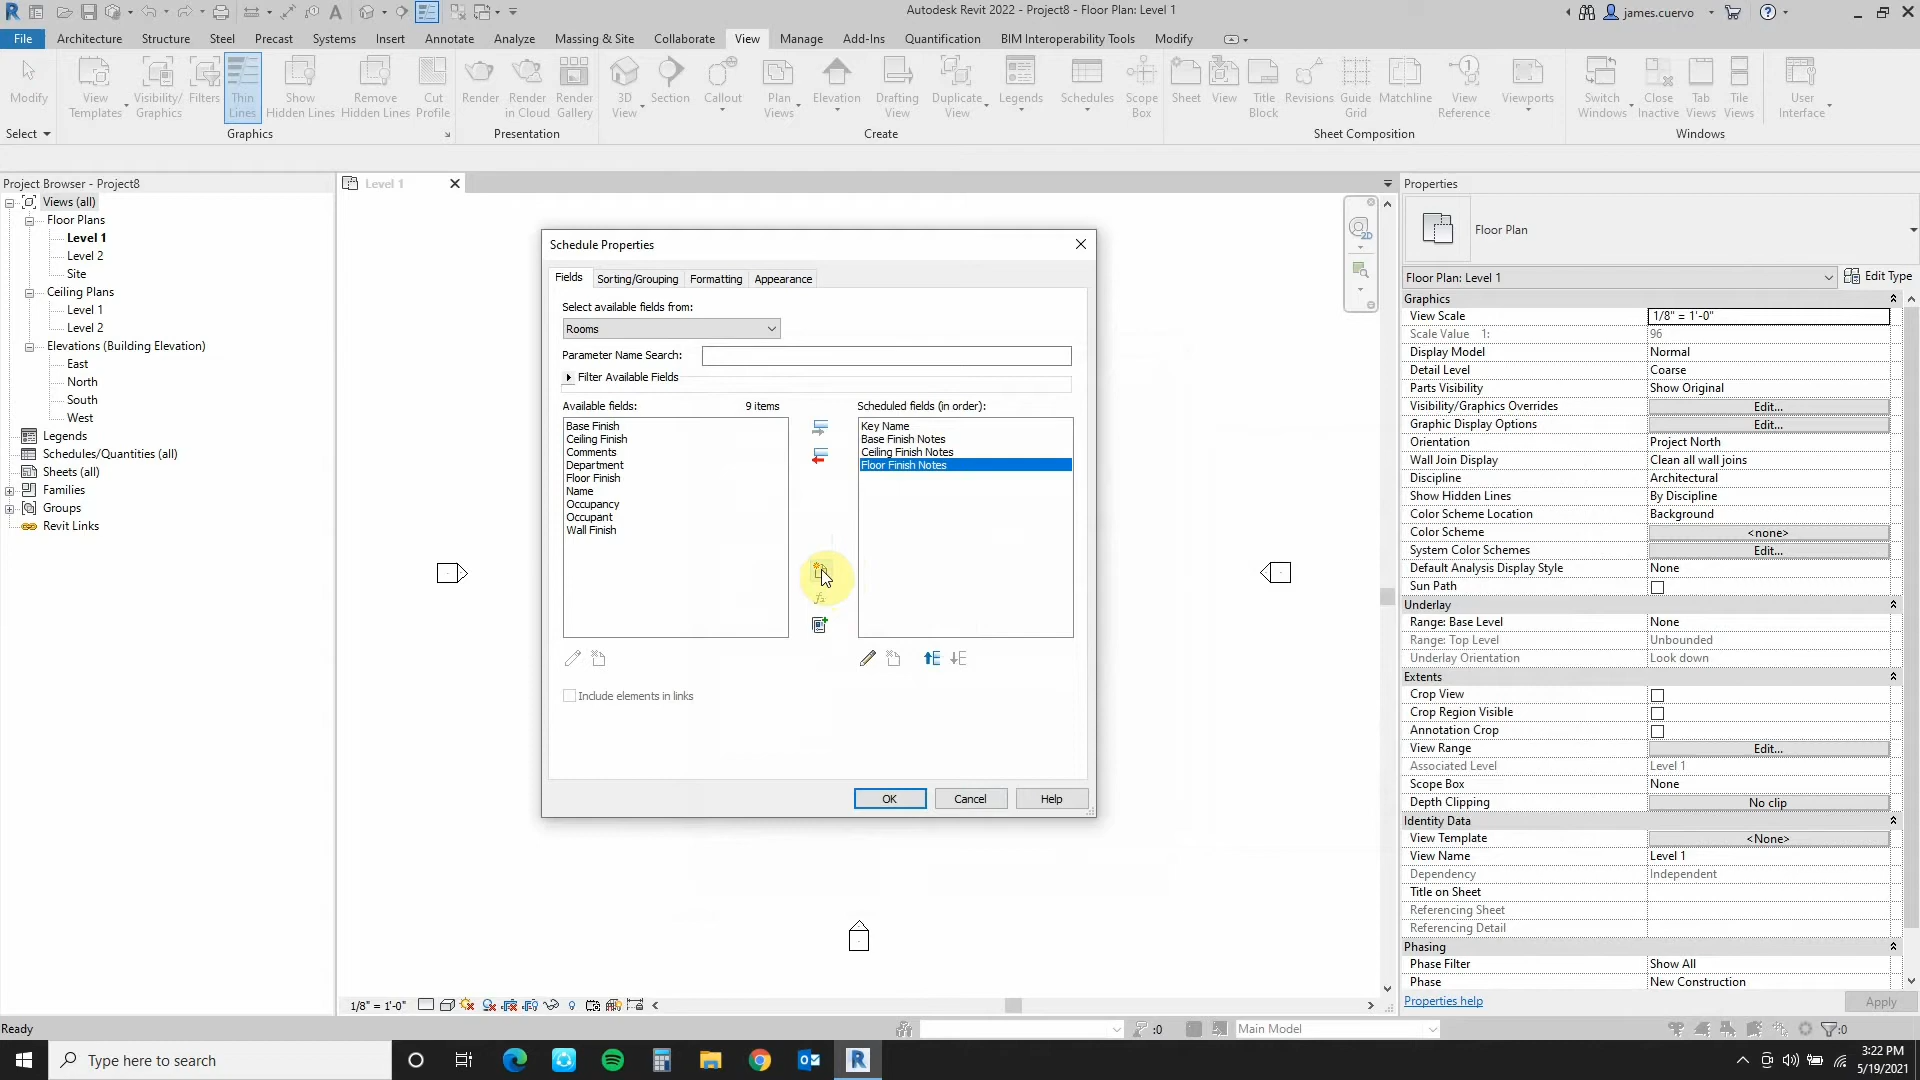 Autodesk Revit 2022 - Project8 - Floor Plan: Level 1
james.cuervo
File Architecture Structure Steel Precast Systems Insert Annotate Analyze Massing & Site Collaborate View Manage Add-Ins Quantification BIM Interoperability Tools Modify
Modify
View Templates
Visibility/ Graphics
Filters
Thin Lines
Show Hidden Lines
Remove Hidden Lines
Cut Profile
Render
Render in Cloud
Render Gallery
3D View
Section
Callout
Plan Views
Elevation
Drafting View
Duplicate View
Legends
Schedules
Scope Box
Sheet
View
Title Block
Revisions
Guide Grid
Matchline
View Reference
Viewports
Switch Windows
Close Inactive
Tab Views
Tile Views
User Interface
Select Graphics Presentation Create Sheet Composition Windows
Project Browser - Project8
Views (all)
Floor Plans
Level 1
Level 2
Site
Ceiling Plans
Level 1
Level 2
Elevations (Building Elevation)
East
North
South
West
Legends
Schedules/Quantities (all)
Sheets (all)
Families
Groups
Revit Links
Level 1
Schedule Properties
Fields Sorting/Grouping Formatting Appearance
Select available fields from:
Rooms
Parameter Name Search:
Filter Available Fields
Available fields: 9 items
Base Finish
Ceiling Finish
Comments
Department
Floor Finish
Name
Occupancy
Occupant
Wall Finish
Scheduled fields (in order):
Key Name
Base Finish Notes
Ceiling Finish Notes
Floor Finish Notes
Include elements in links
OK Cancel Help
2D
Properties
Floor Plan
Floor Plan: Level 1 Edit Type
Graphics
View Scale 1/8" = 1'-0"
Scale Value 1: 96
Display Model Normal
Detail Level Coarse
Parts Visibility Show Original
Visibility/Graphics Overrides Edit...
Graphic Display Options Edit...
Orientation Project North
Wall Join Display Clean all wall joins
Discipline Architectural
Show Hidden Lines By Discipline
Color Scheme Location Background
Color Scheme <none>
System Color Schemes Edit...
Default Analysis Display Style None
Sun Path
Underlay
Range: Base Level None
Range: Top Level Unbounded
Underlay Orientation Look down
Extents
Crop View
Crop Region Visible
Annotation Crop
View Range Edit...
Associated Level Level 1
Scope Box None
Depth Clipping No clip
Identity Data
View Template <None>
View Name Level 1
Dependency Independent
Title on Sheet
Referencing Sheet
Referencing Detail
Phasing
Phase Filter Show All
Phase New Construction
Properties help Apply
1/8" = 1'-0"
Ready
:0
Main Model
:0
Type here to search
3:22 PM
5/19/2021